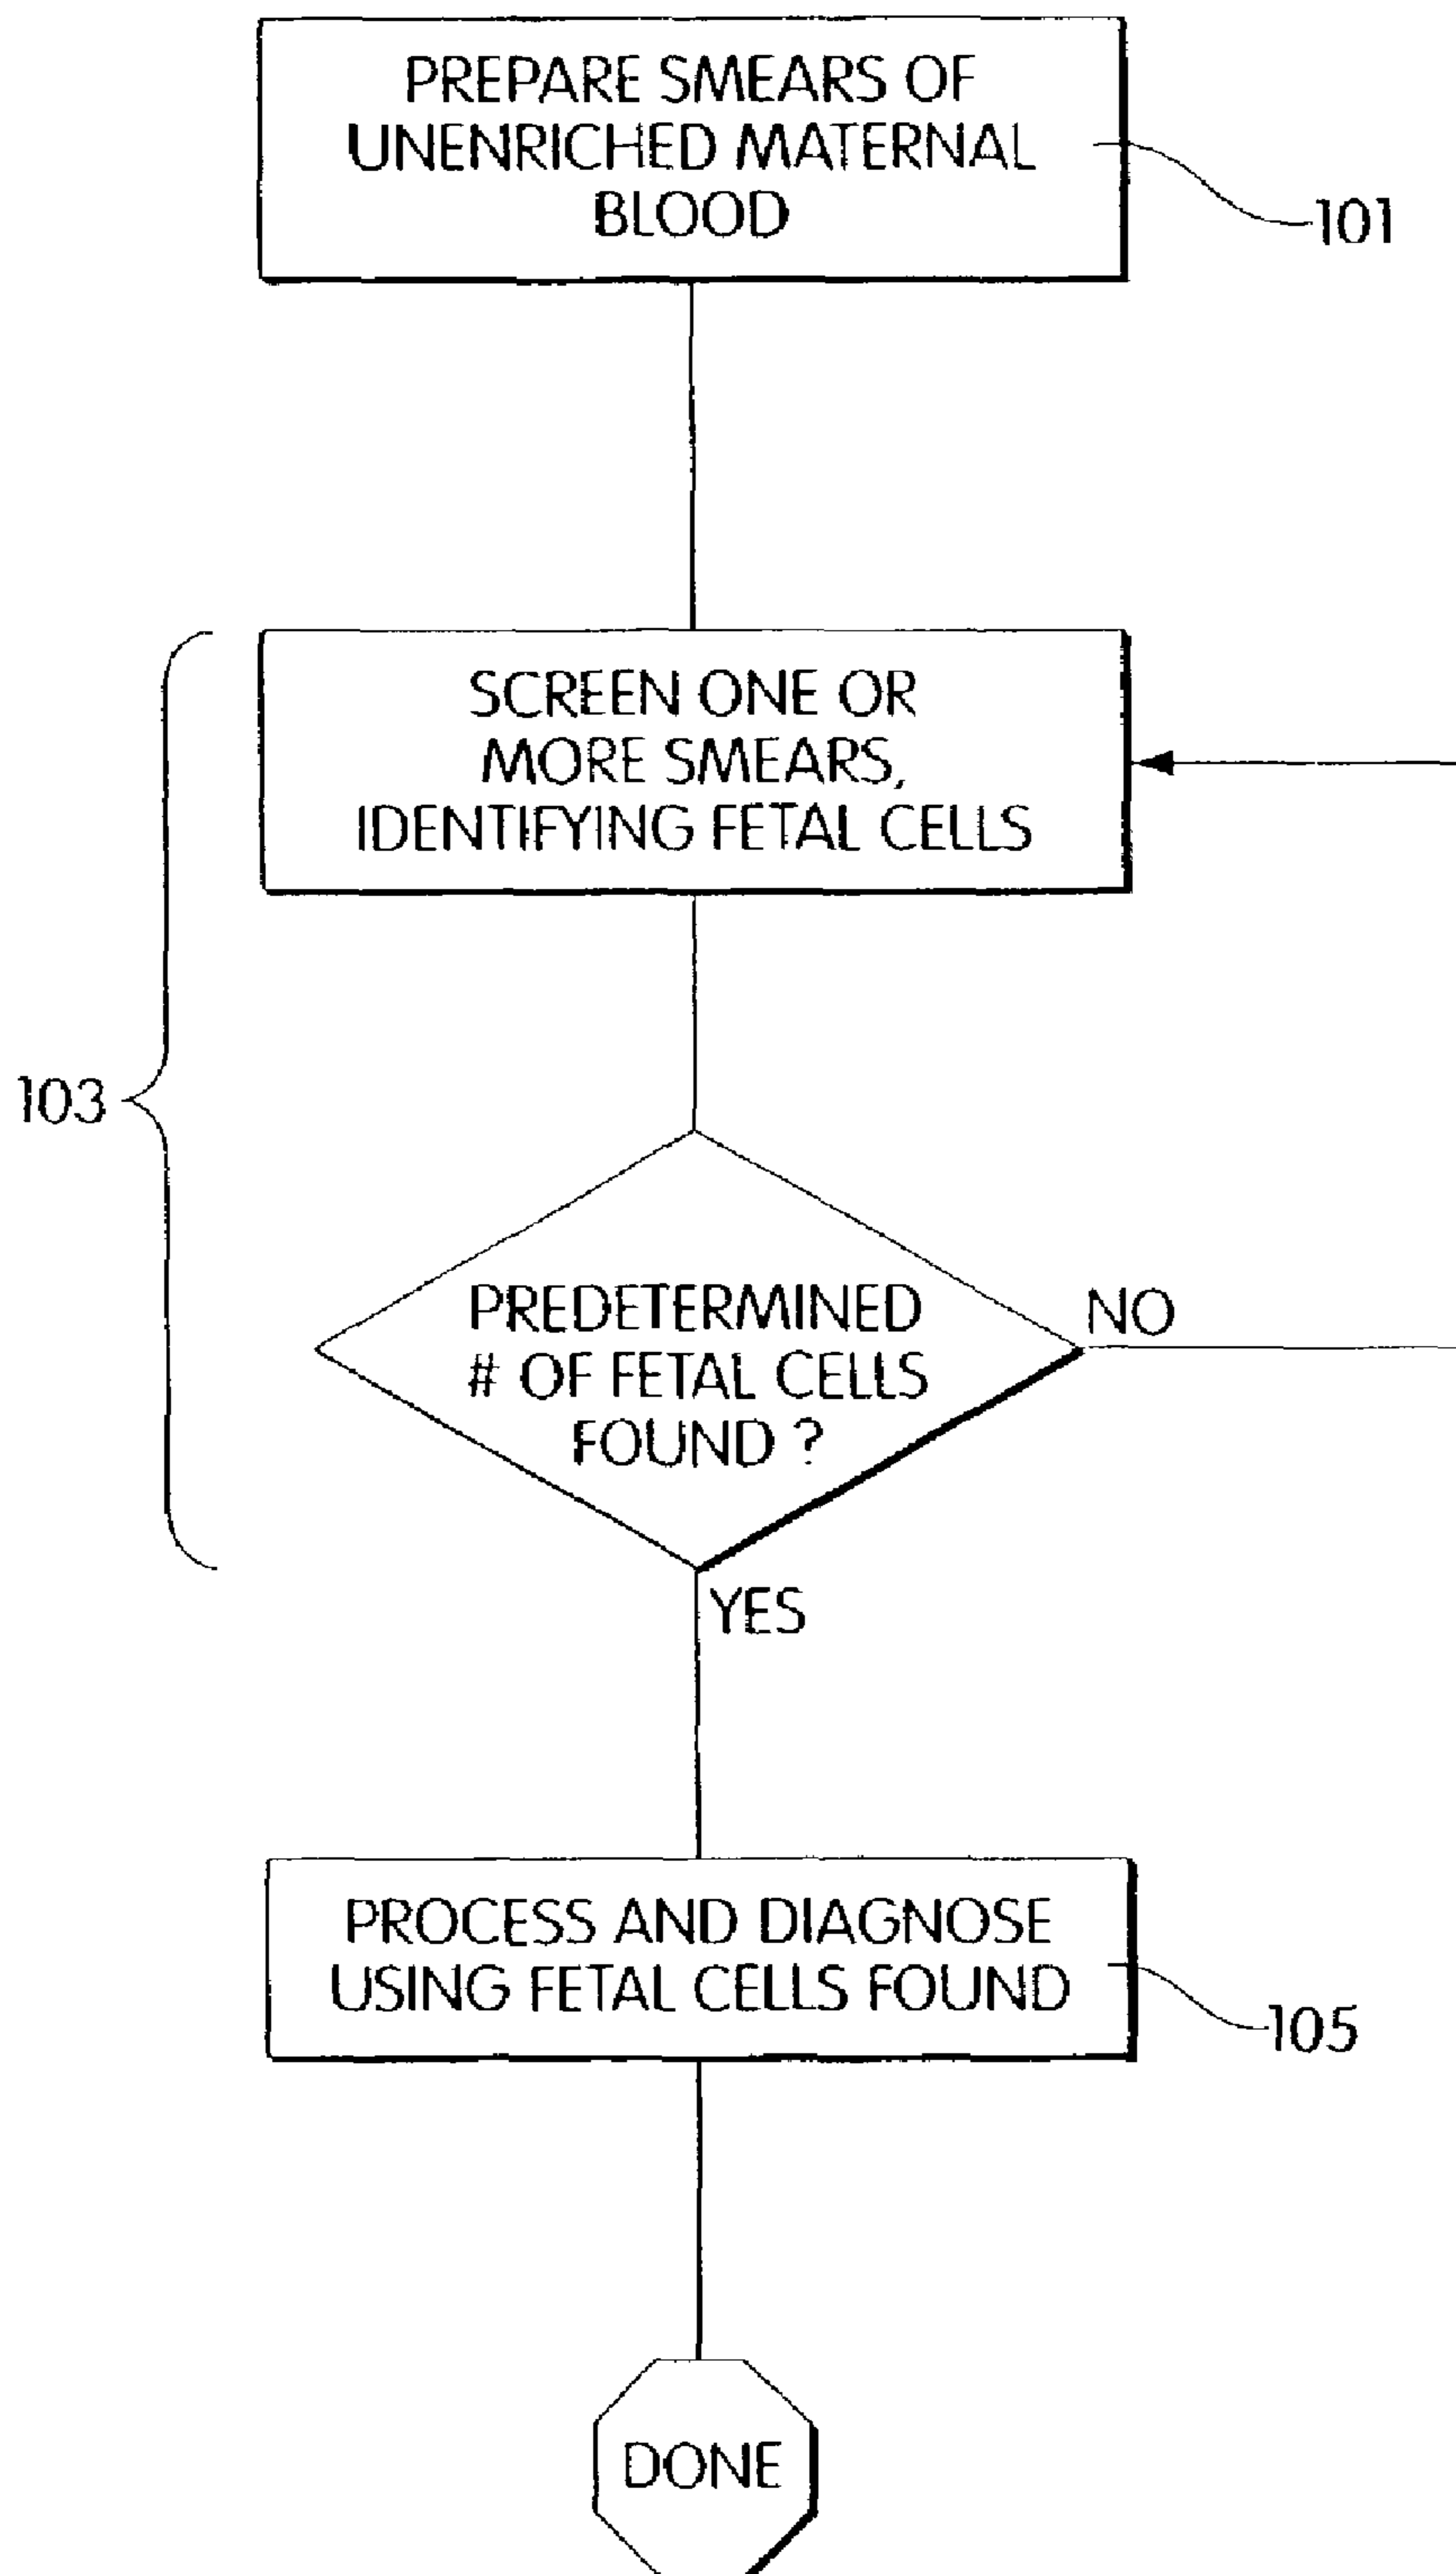 PREPARE SMEARS OF
UNENRICHED MATERNAL
BLOOD
101
SCREEN ONE OR
MORE SMEARS,
IDENTIFYING FETAL CELLS
103
PREDETERMINED
# OF FETAL CELLS
FOUND ?
NO
YES
PROCESS AND DIAGNOSE
USING FETAL CELLS FOUND
105
DONE